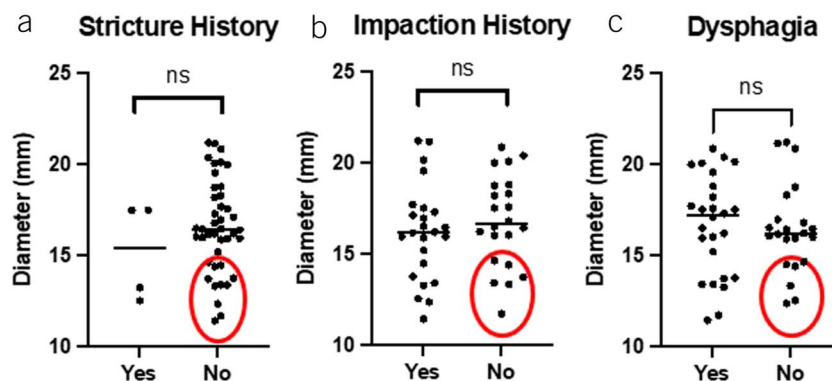 a Stricture History
ns
Diameter (mm)
25
20
15
10
Yes No
b Impaction History
ns
Diameter (mm)
25
20
15
10
Yes No
c Dysphagia
ns
Diameter (mm)
25
20
15
10
Yes No